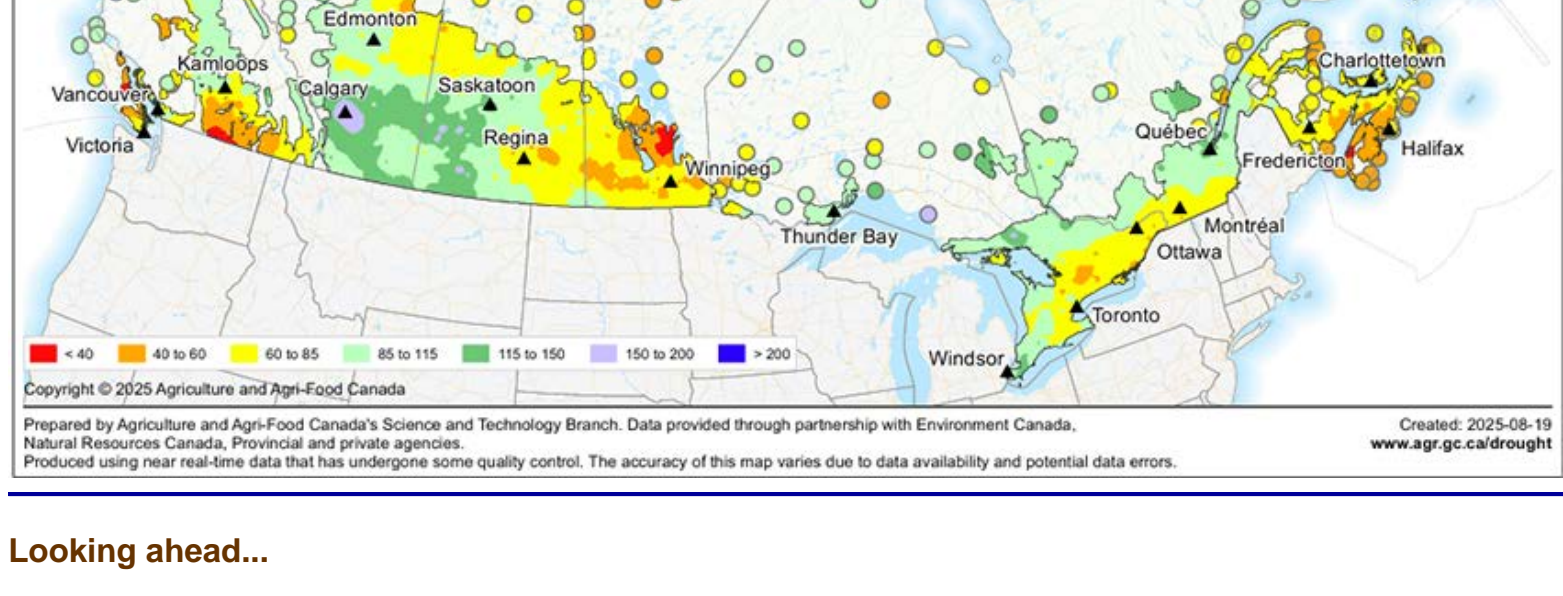 Edmonton
Kamloops
Charlottetown
Vancouver
Calgary
Saskatoon
Victoria
Regina
Québec
Fredericton
Halifax
Winnipeg
Thunder Bay
Montréal
Ottawa
Toronto
Windsor
< 40 40 to 60 60 to 85 85 to 115 115 to 150 150 to 200 > 200
Copyright © 2025 Agriculture and Agri-Food Canada
Prepared by Agriculture and Agri-Food Canada's Science and Technology Branch. Data provided through partnership with Environment Canada,
Natural Resources Canada, Provincial and private agencies.
Produced using near real-time data that has undergone some quality control. The accuracy of this map varies due to data availability and potential data errors.
Created: 2025-08-19
www.agr.gc.ca/drought
Looking ahead...